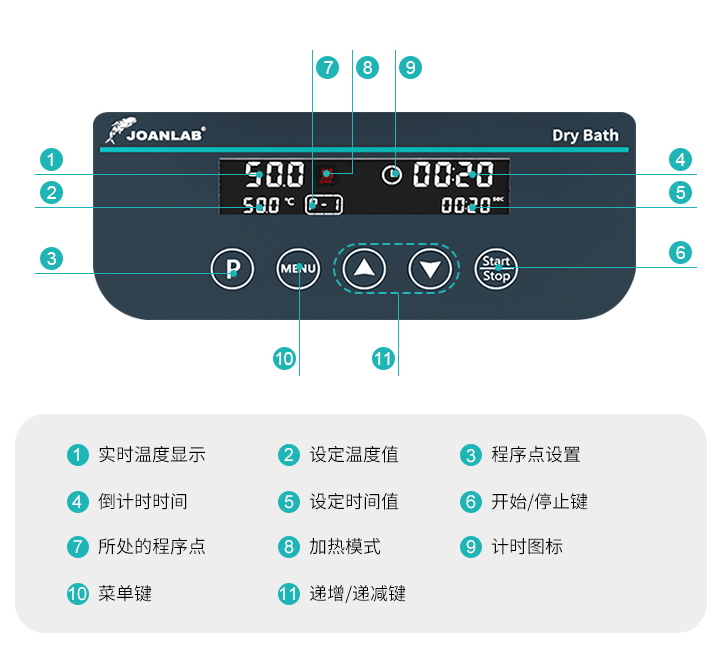 7 8 9
JOANLAB®
Dry Bath
1 50.0 00:20 4
2 50.0 ℃ P-1 00:20 sec 5
3 P MENU Start 6
Stop
10 11
1 实时温度显示 2 设定温度值 3 程序点设置
4 倒计时时间 5 设定时间值 6 开始/停止键
7 所处的程序点 8 加热模式 9 计时图标
10 菜单键 11 递增/递减键